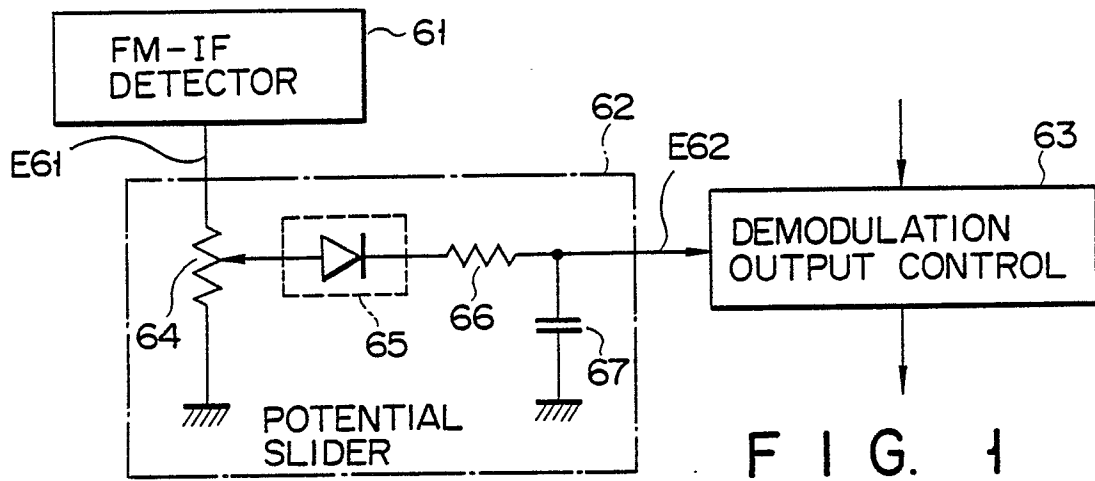 FM-IF
DETECTOR
61
62
E61
E62
63
DEMODULATION
OUTPUT CONTROL
64
65
66
67
POTENTIAL
SLIDER
FIG. 1